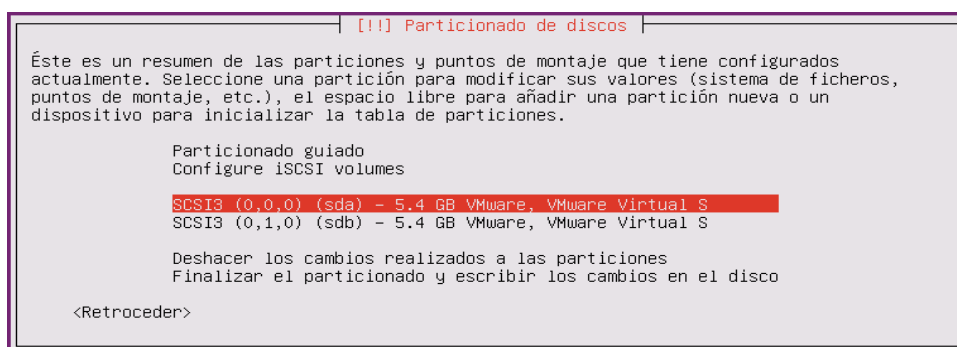 [!!] Particionado de discos
Éste es un resumen de las particiones y puntos de montaje que tiene configurados
actualmente. Seleccione una partición para modificar sus valores (sistema de ficheros,
puntos de montaje, etc.), el espacio libre para añadir una partición nueva o un
dispositivo para inicializar la tabla de particiones.
Particionado guiado
Configure iSCSI volumes
SCSI3 (0,0,0) (sda) – 5.4 GB VMware, VMware Virtual S
SCSI3 (0,1,0) (sdb) – 5.4 GB VMware, VMware Virtual S
Deshacer los cambios realizados a las particiones
Finalizar el particionado y escribir los cambios en el disco
<Retroceder>